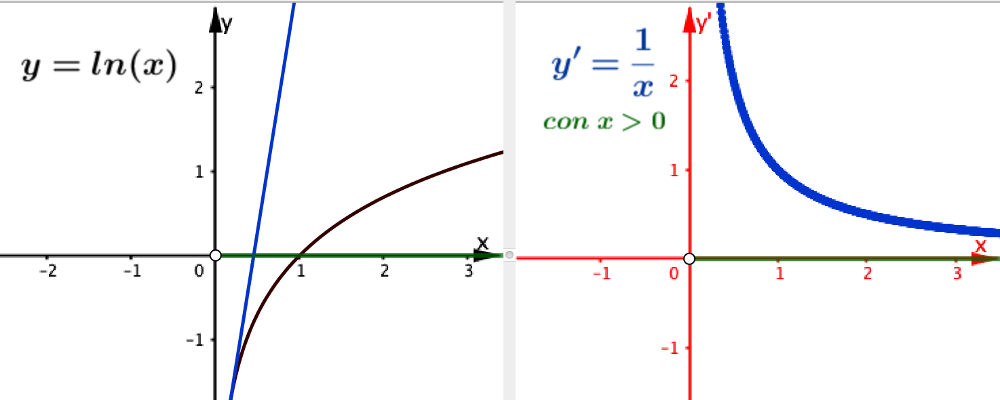 y
y = ln(x)
2
1
x
-2 -1 0 1 2 3
-1
y'
y' = 1/x
2
con x > 0
1
x
-1 0 1 2 3
-1